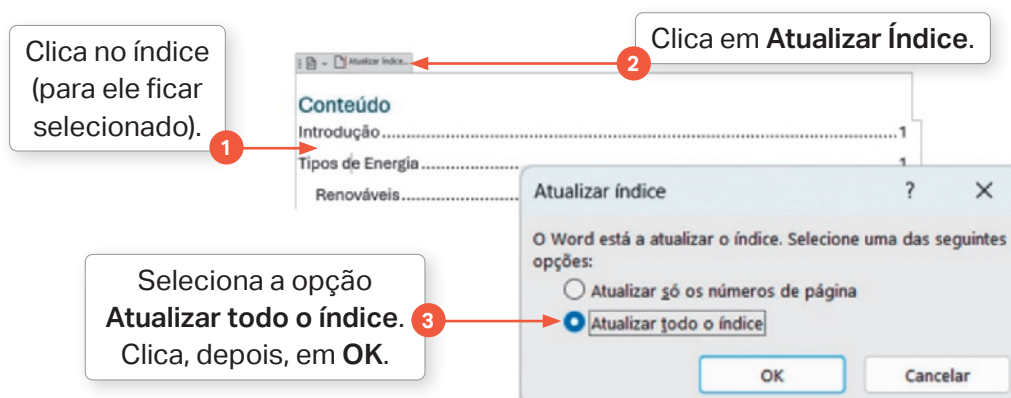 Clica no índice
(para ele ficar
selecionado).
1
Atualizar índice...
2
Clica em Atualizar Índice.
Conteúdo
Introdução.....1
Tipos de Energia.....1
Renováveis.....
Atualizar índice ? X
O Word está a atualizar o índice. Selecione uma das seguintes
opções:
Atualizar só os números de página
Atualizar todo o índice
OK Cancelar
Seleciona a opção
Atualizar todo o índice.
Clica, depois, em OK.
3